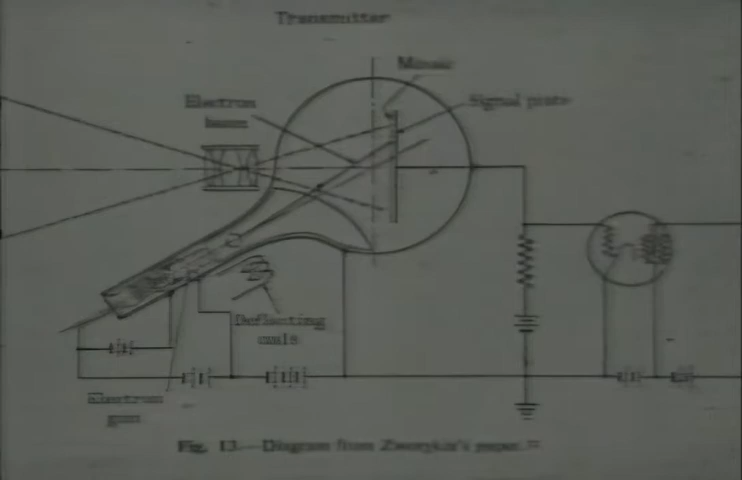 Transmitter
Mosaic
Electron
beam
Signal plate
Deflecting
coils
Electron
gun
Fig. 13.—Diagram from Zworykin's paper.